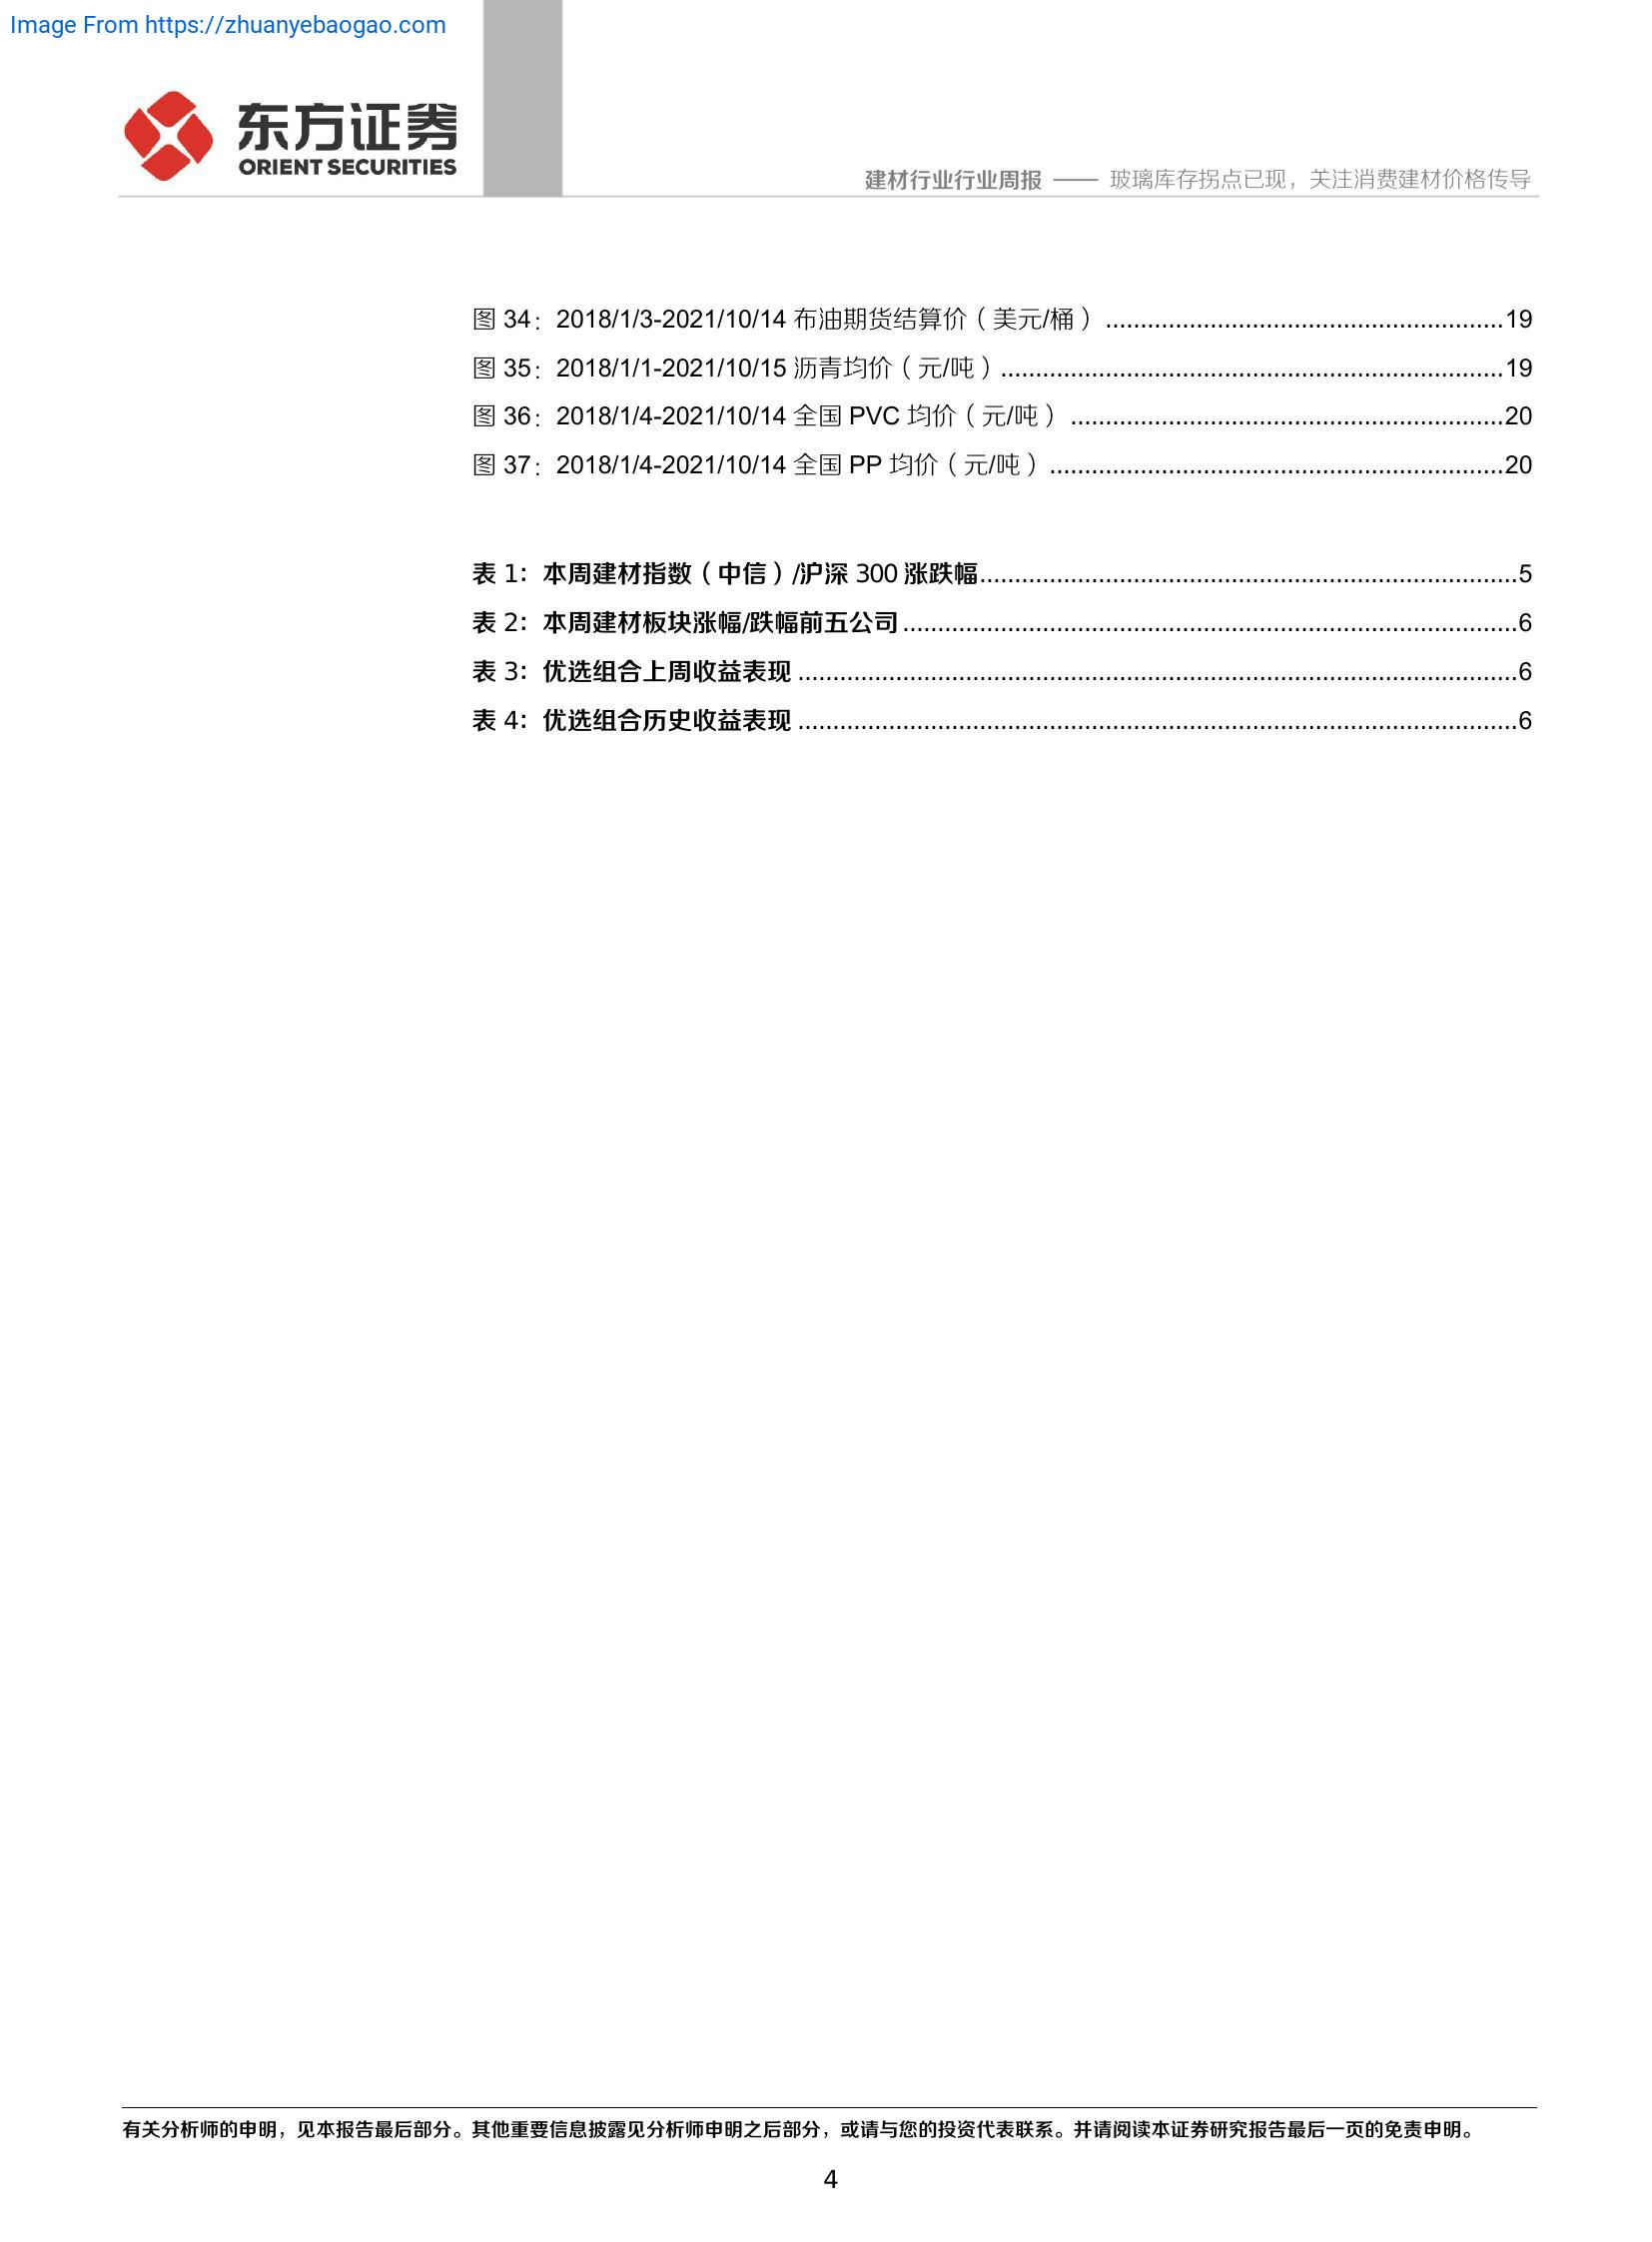 Image From https://zhuanyebaogao.com
东方证券
ORIENT SECURITIES
建材行业行业周报 —— 玻璃库存拐点已现，关注消费建材价格传导
图 34：2018/1/3-2021/10/14 布油期货结算价（美元/桶）.........................................................19
图 35：2018/1/1-2021/10/15 沥青均价（元/吨）........................................................................19
图 36：2018/1/4-2021/10/14 全国 PVC 均价（元/吨）..............................................................20
图 37：2018/1/4-2021/10/14 全国 PP 均价（元/吨）.................................................................20
表 1：本周建材指数（中信）/沪深 300 涨跌幅.............................................................................5
表 2：本周建材板块涨幅/跌幅前五公司........................................................................................6
表 3：优选组合上周收益表现.......................................................................................................6
表 4：优选组合历史收益表现.......................................................................................................6
有关分析师的申明，见本报告最后部分。其他重要信息披露见分析师申明之后部分，或请与您的投资代表联系。并请阅读本证券研究报告最后一页的免责申明。
4